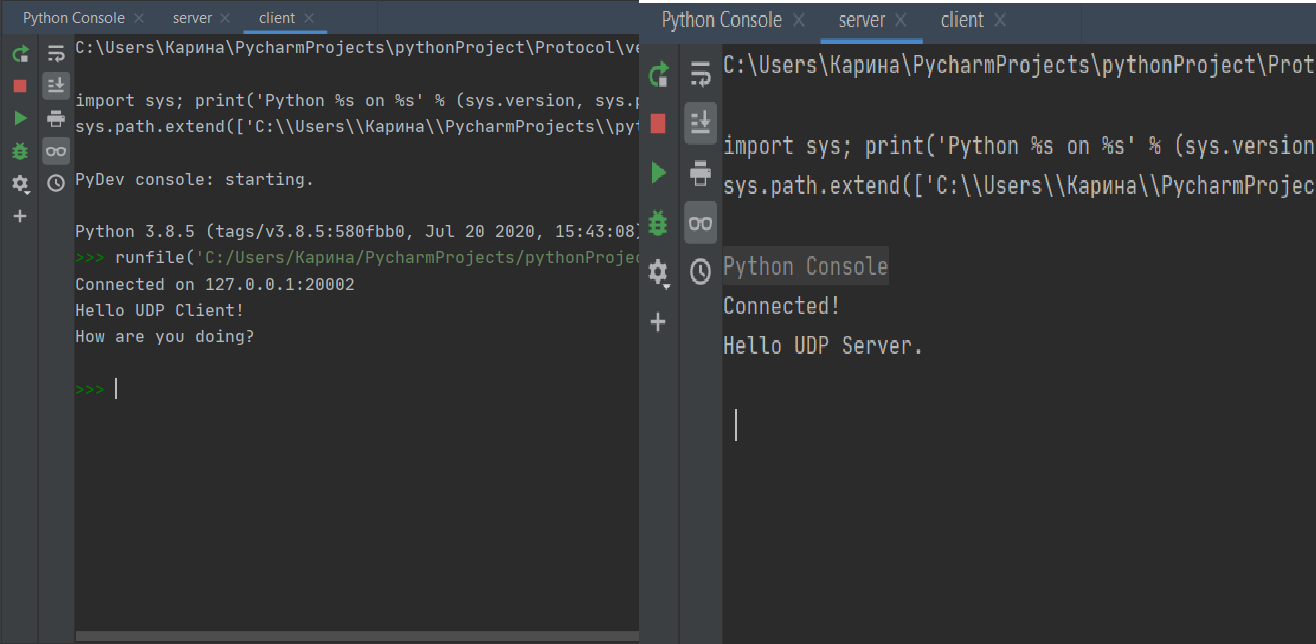 Python Console server client
C:\Users\Карина\PycharmProjects\pythonProject\Protocol\ve
import sys; print('Python %s on %s' % (sys.version, sys.p
sys.path.extend(['C:\\Users\\Карина\\PycharmProjects\\pyt
PyDev console: starting.
Python 3.8.5 (tags/v3.8.5:580fbb0, Jul 20 2020, 15:43:08)
>>> runfile('C:/Users/Карина/PycharmProjects/pythonProjec
Connected on 127.0.0.1:20002
Hello UDP Client!
How are you doing?
>>>
Python Console server client
C:\Users\Карина\PycharmProjects\pythonProject\Prot
import sys; print('Python %s on %s' % (sys.version
sys.path.extend(['C:\\Users\\Карина\\PycharmProjec
Python Console
Connected!
Hello UDP Server.